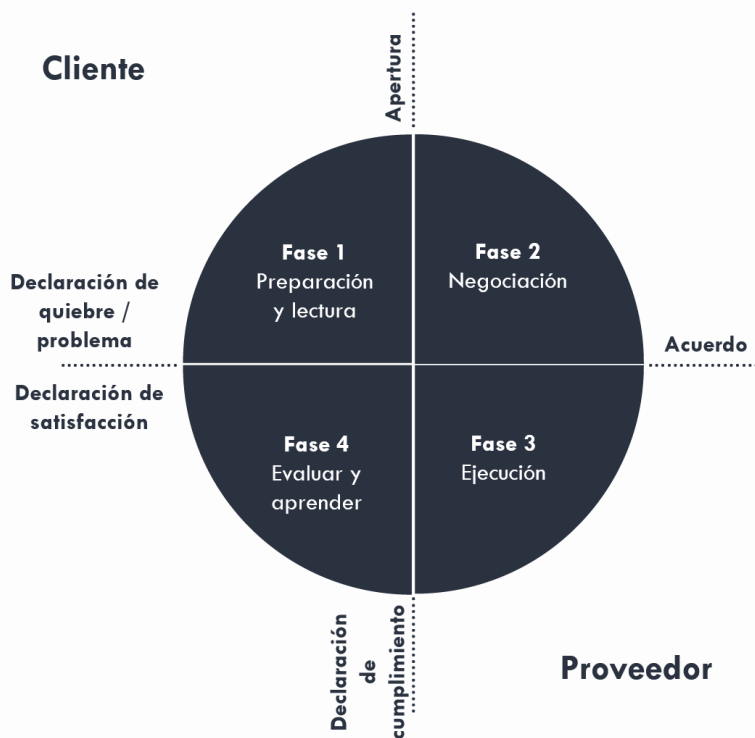 Cliente
Apertura
Fase 1
Preparación
y lectura
Fase 2
Negociación
Declaración de
quiebre /
problema
Acuerdo
Declaración de
satisfacción
Fase 4
Evaluar y
aprender
Fase 3
Ejecución
Declaración
de
cumplimiento
Proveedor